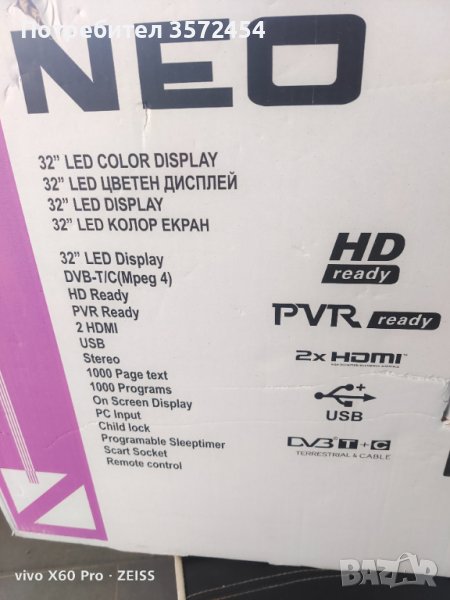 Потребител 3572454
NEO
32" LED COLOR DISPLAY
32" LED ЦВЕТЕН ДИСПЛЕЙ
32" LED DISPLAY
32" LED КОЛОР ЕКРАН
32" LED Display
DVB-T/C(Mpeg 4)
HD Ready
PVR Ready
2 HDMI
USB
Stereo
1000 Page text
1000 Programs
On Screen Display
PC Input
Child lock
Programable Sleeptimer
Scart Socket
Remote control
HD
ready
PVR ready
2x HDMI
USB
DVB T+C
TERRESTRIAL & CABLE
vivo X60 Pro · ZEISS
bazar